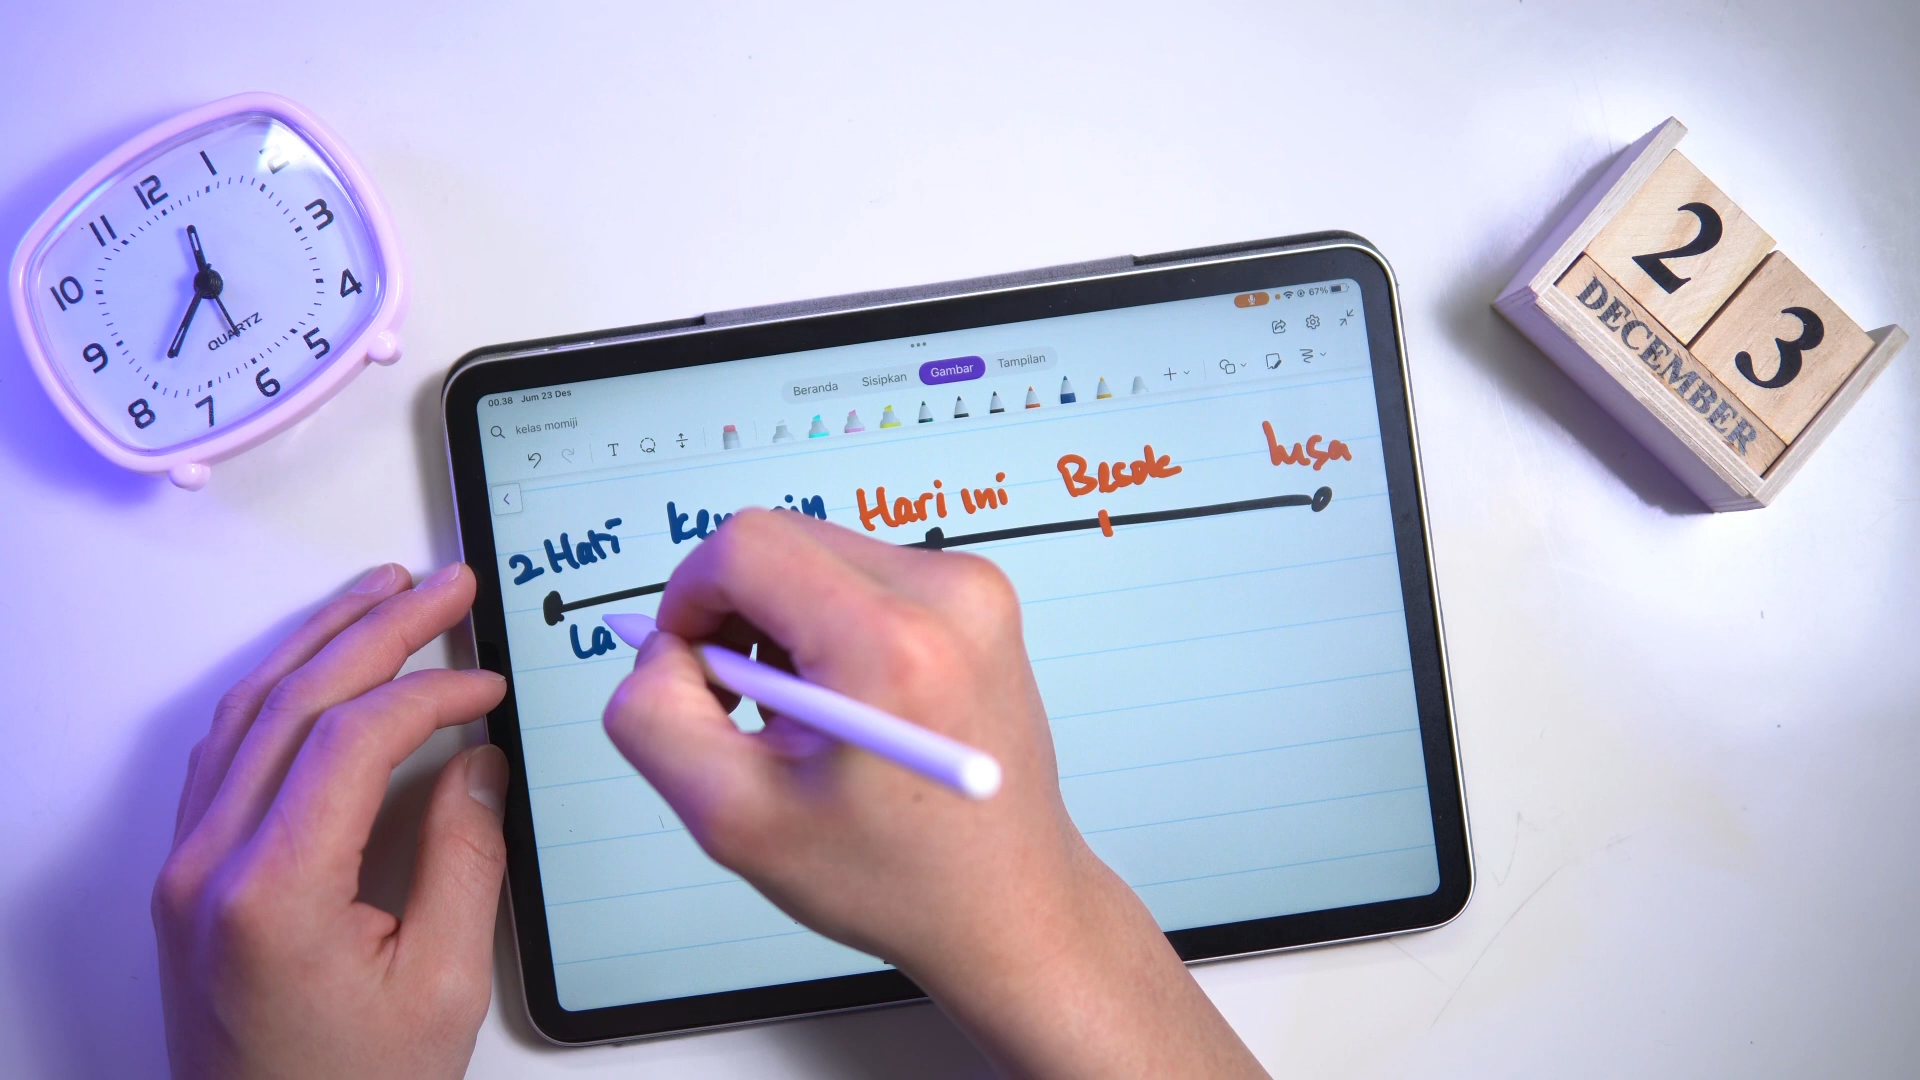 12
1
2
3
4
5
6
7
8
9
10
11
QUARTZ
00.38 Jum 23 Des
67%
Beranda Sisipkan Gambar Tampilan
kelas momiji
T
2 Hati Hari ini Besok lusa
La
2 3
DECEMBER